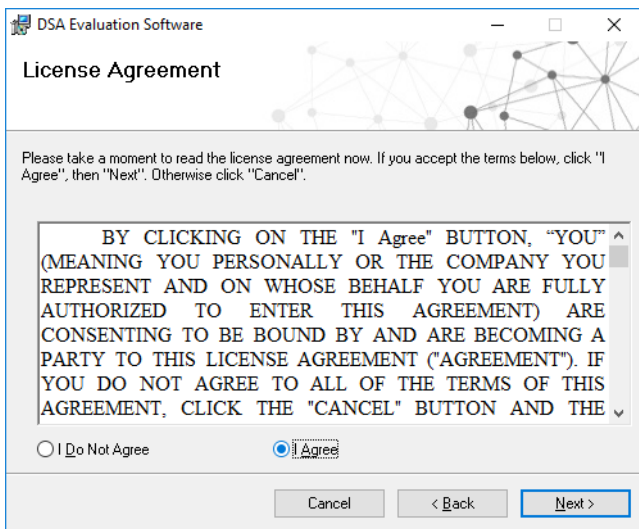 DSA Evaluation Software
License Agreement
Please take a moment to read the license agreement now. If you accept the terms below, click "I
Agree", then "Next". Otherwise click "Cancel".
BY CLICKING ON THE "I Agree" BUTTON, “YOU”
(MEANING YOU PERSONALLY OR THE COMPANY YOU
REPRESENT AND ON WHOSE BEHALF YOU ARE FULLY
AUTHORIZED TO ENTER THIS AGREEMENT) ARE
CONSENTING TO BE BOUND BY AND ARE BECOMING A
PARTY TO THIS LICENSE AGREEMENT ("AGREEMENT"). IF
YOU DO NOT AGREE TO ALL OF THE TERMS OF THIS
AGREEMENT, CLICK THE "CANCEL" BUTTON AND THE
I Do Not Agree
I Agree
Cancel
< Back
Next >